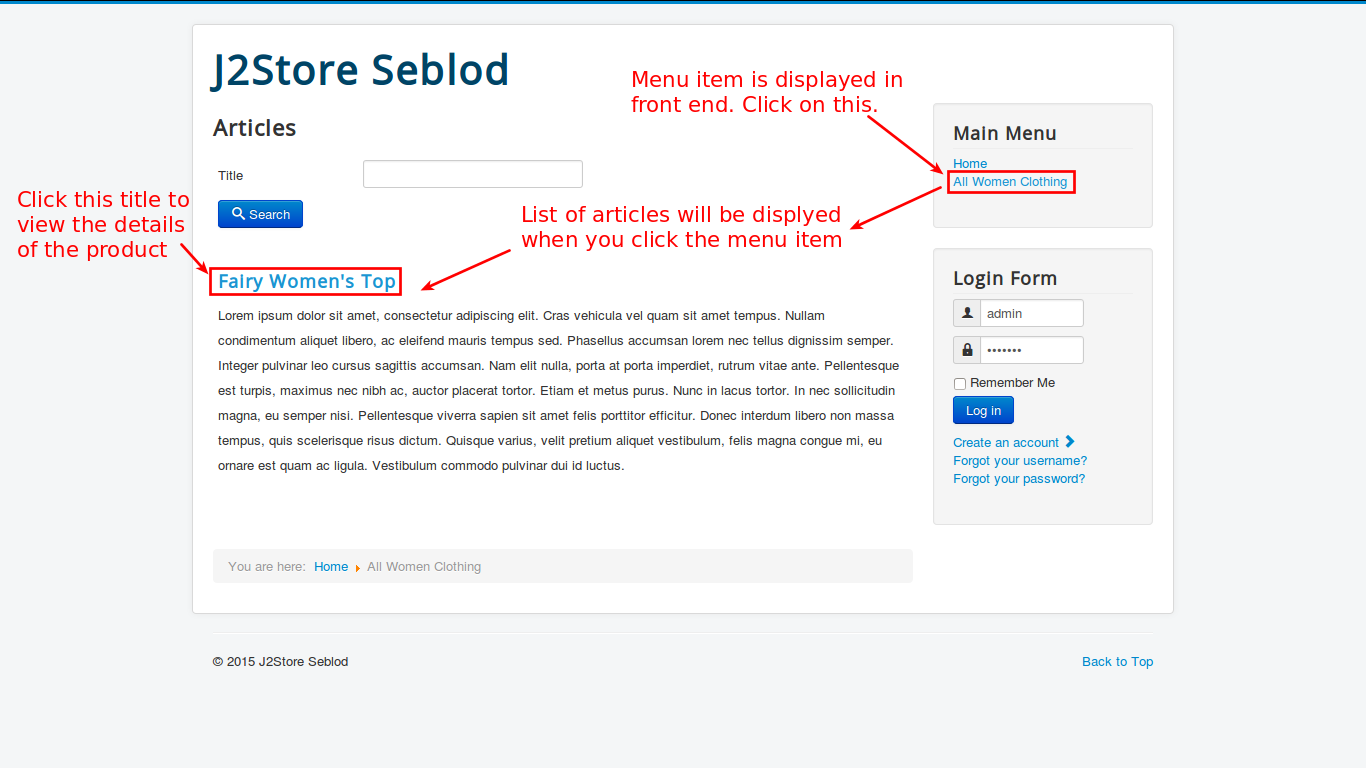 J2Store Seblod
Menu item is displayed in
front end. Click on this.
Articles
Title
Search
Click this title to
view the details
of the product
List of articles will be displyed
when you click the menu item
Fairy Women's Top
Lorem ipsum dolor sit amet, consectetur adipiscing elit. Cras vehicula vel quam sit amet tempus. Nullam
condimentum aliquet libero, ac eleifend mauris tempus sed. Phasellus accumsan lorem nec tellus dignissim semper.
Integer pulvinar leo cursus sagittis accumsan. Nam elit nulla, porta at porta imperdiet, rutrum vitae ante. Pellentesque
est turpis, maximus nec nibh ac, auctor placerat tortor. Etiam et metus purus. Nunc in lacus tortor. In nec sollicitudin
magna, eu semper nisi. Pellentesque viverra sapien sit amet felis porttitor efficitur. Donec interdum libero non massa
tempus, quis scelerisque risus dictum. Quisque varius, velit pretium aliquet vestibulum, felis magna congue mi, eu
ornare est quam ac ligula. Vestibulum commodo pulvinar dui id luctus.
Main Menu
Home
All Women Clothing
Login Form
admin
•••••••
Remember Me
Log in
Create an account
Forgot your username?
Forgot your password?
You are here: Home All Women Clothing
© 2015 J2Store Seblod
Back to Top